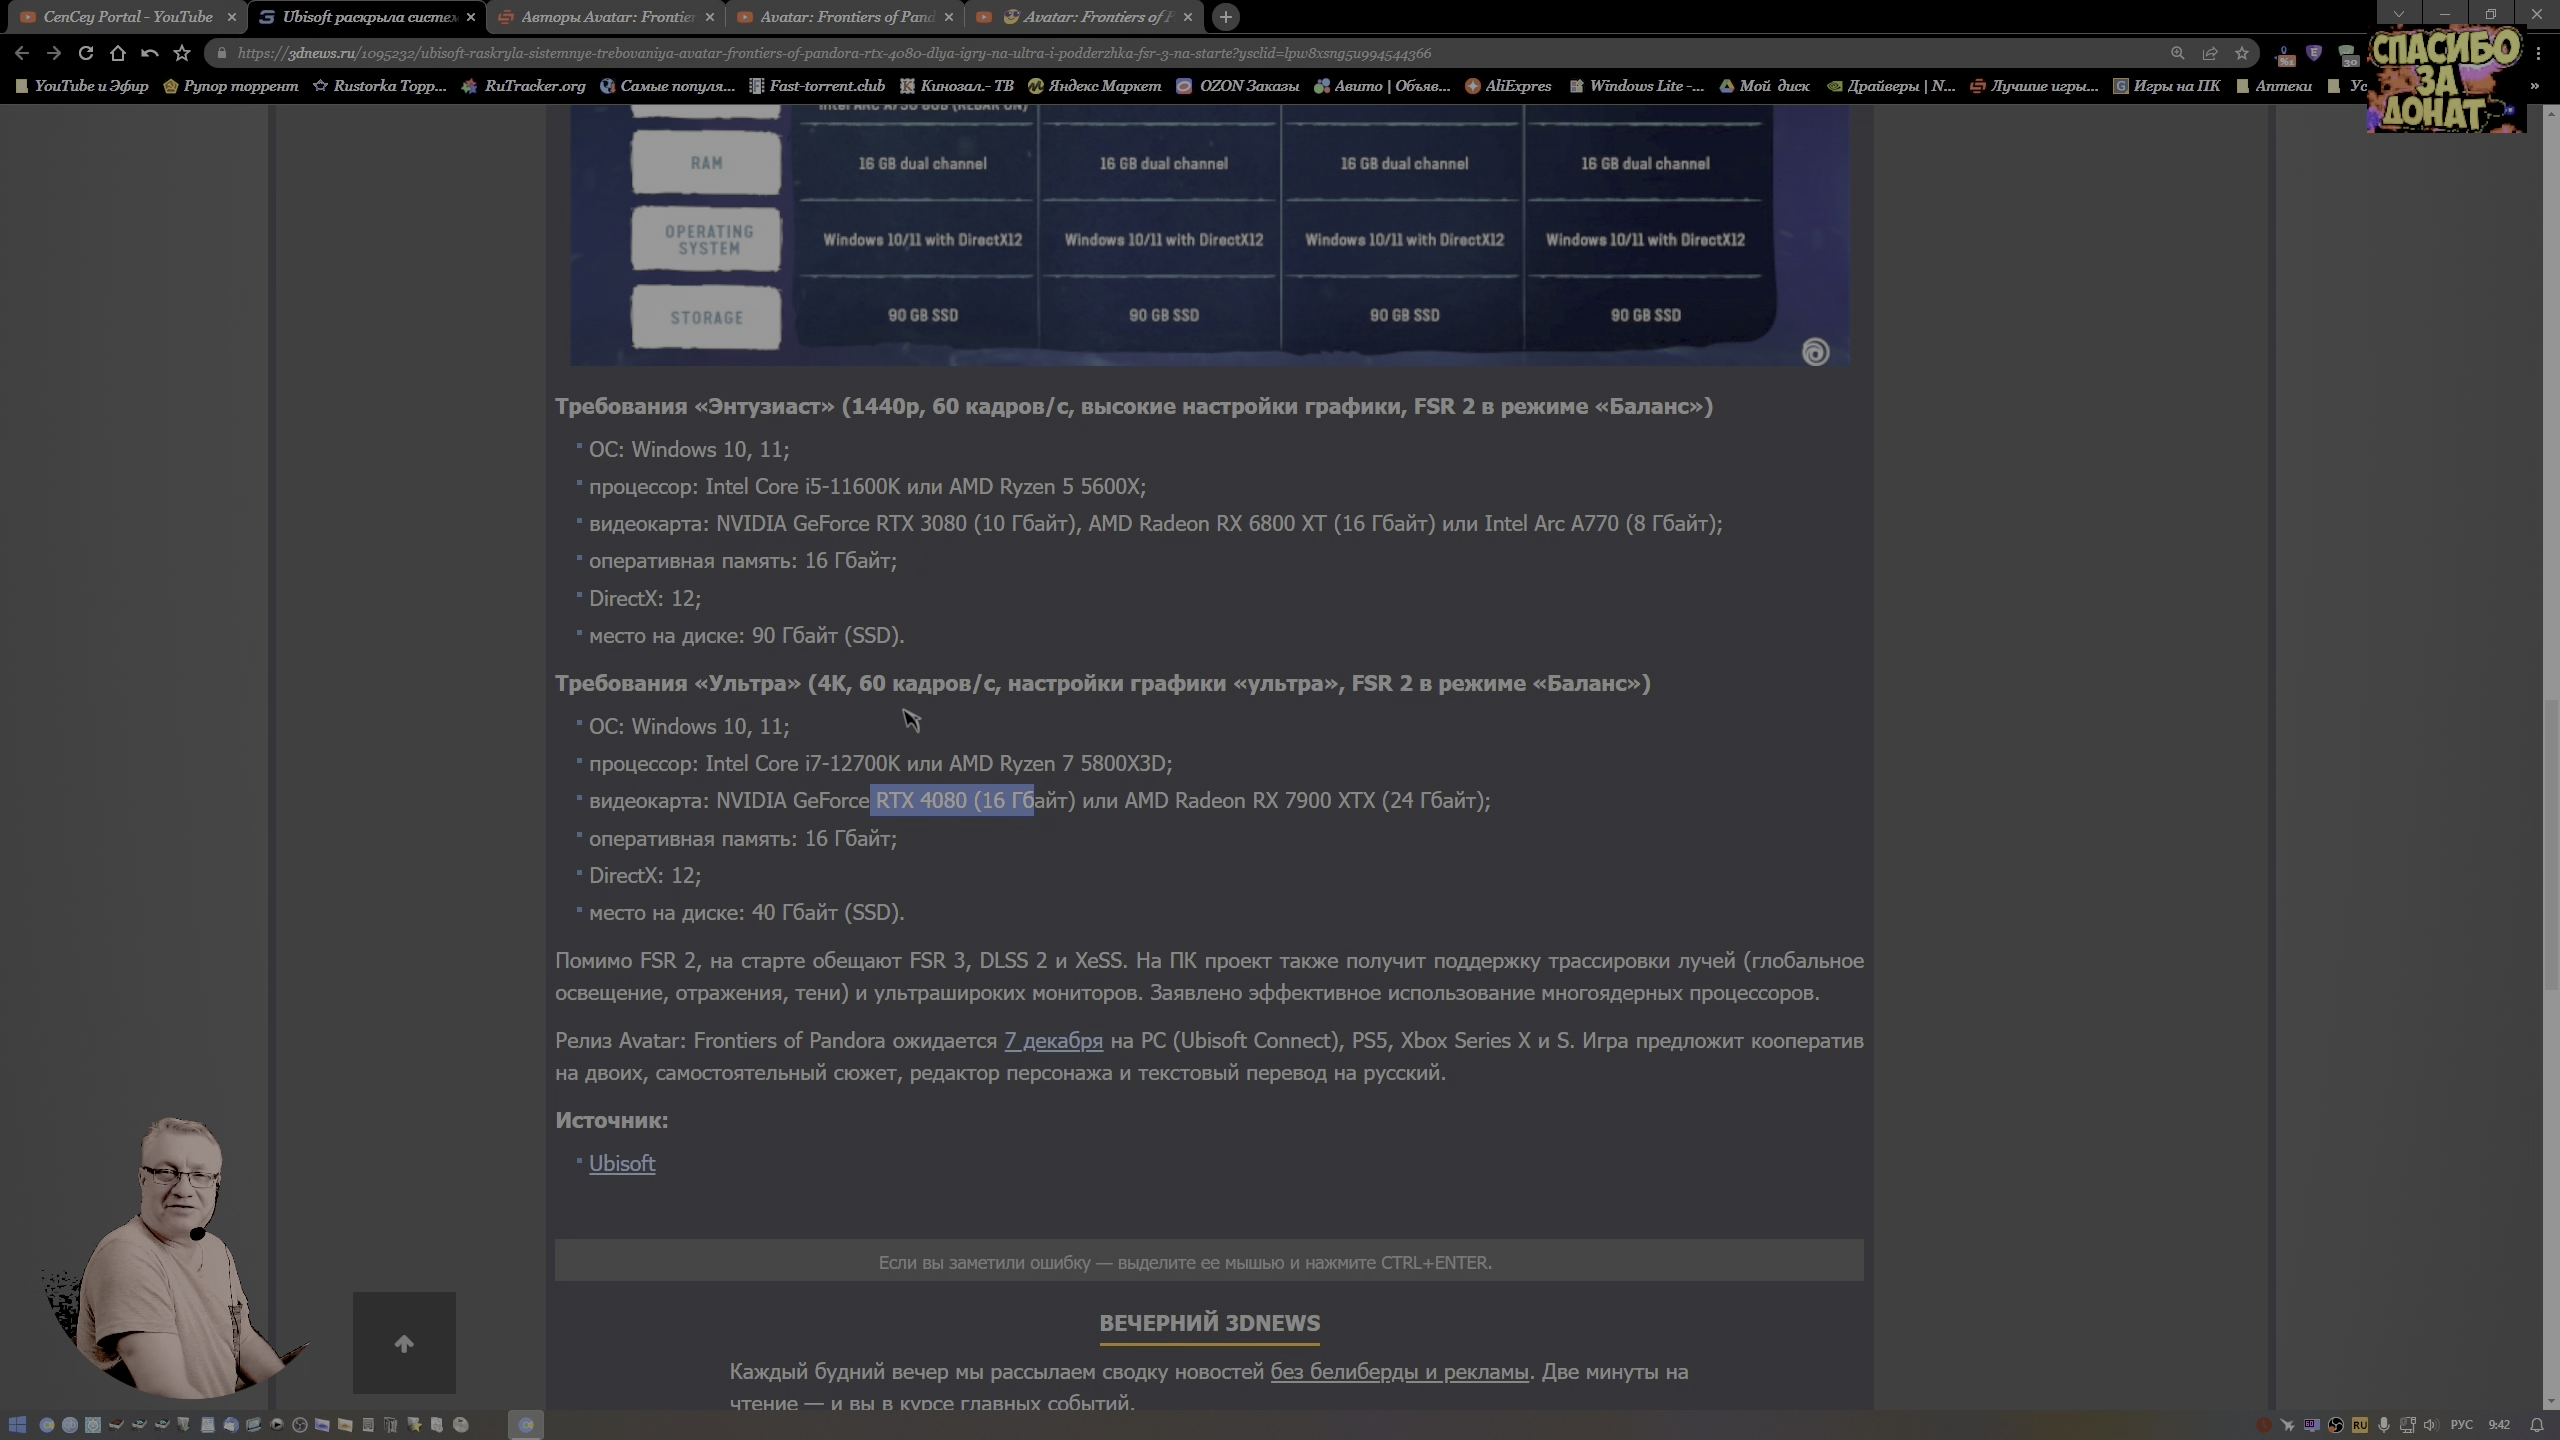 CenCey Portal - YouTube
Ubisoft раскрыла систем
Авторы Avatar: Frontier
Avatar: Frontiers of Pand
Avatar: Frontiers of P
https://3dnews.ru/1095232/ubisoft-raskryla-sistemnye-trebovaniya-avatar-frontiers-of-pandora-rtx-4080-dlya-igry-na-ultra-i-podderzhka-fsr-3-na-starte?ysclid=lpw8xsng5u994544366
YouTube и Эфир
Рупор торрент
Rustorka Topp...
RuTracker.org
Самые популя...
Fast-torrent.club
Кинозал.- ТВ
Яндекс Маркет
OZON Заказы
Авито | Объяв...
AliExpres
Windows Lite -...
Мой диск
Драйверы | N...
Лучшие игры...
Игры на ПК
Аптеки
Ус
»
СПАСИБО
ЗА
ДОНАТ
Intel ARC A750 8GB (REBAR ON)
RAM 16 GB dual channel 16 GB dual channel 16 GB dual channel 16 GB dual channel
OPERATING
SYSTEM
Windows 10/11 with DirectX12 Windows 10/11 with DirectX12 Windows 10/11 with DirectX12 Windows 10/11 with DirectX12
STORAGE 90 GB SSD 90 GB SSD 90 GB SSD 90 GB SSD
Требования «Энтузиаст» (1440p, 60 кадров/с, высокие настройки графики, FSR 2 в режиме «Баланс»)
ОС: Windows 10, 11;
процессор: Intel Core i5-11600K или AMD Ryzen 5 5600X;
видеокарта: NVIDIA GeForce RTX 3080 (10 Гбайт), AMD Radeon RX 6800 XT (16 Гбайт) или Intel Arc A770 (8 Гбайт);
оперативная память: 16 Гбайт;
DirectX: 12;
место на диске: 90 Гбайт (SSD).
Требования «Ультра» (4K, 60 кадров/с, настройки графики «ультра», FSR 2 в режиме «Баланс»)
ОС: Windows 10, 11;
процессор: Intel Core i7-12700K или AMD Ryzen 7 5800X3D;
видеокарта: NVIDIA GeForce RTX 4080 (16 Гбайт) или AMD Radeon RX 7900 XTX (24 Гбайт);
оперативная память: 16 Гбайт;
DirectX: 12;
место на диске: 40 Гбайт (SSD).
Помимо FSR 2, на старте обещают FSR 3, DLSS 2 и XeSS. На ПК проект также получит поддержку трассировки лучей (глобальное
освещение, отражения, тени) и ультрашироких мониторов. Заявлено эффективное использование многоядерных процессоров.
Релиз Avatar: Frontiers of Pandora ожидается 7 декабря на PC (Ubisoft Connect), PS5, Xbox Series X и S. Игра предложит кооператив
на двоих, самостоятельный сюжет, редактор персонажа и текстовый перевод на русский.
Источник:
Ubisoft
Если вы заметили ошибку — выделите ее мышью и нажмите CTRL+ENTER.
ВЕЧЕРНИЙ 3DNEWS
Каждый будний вечер мы рассылаем сводку новостей без белиберды и рекламы. Две минуты на
чтение — и вы в курсе главных событий.
RU
РУС
9:42